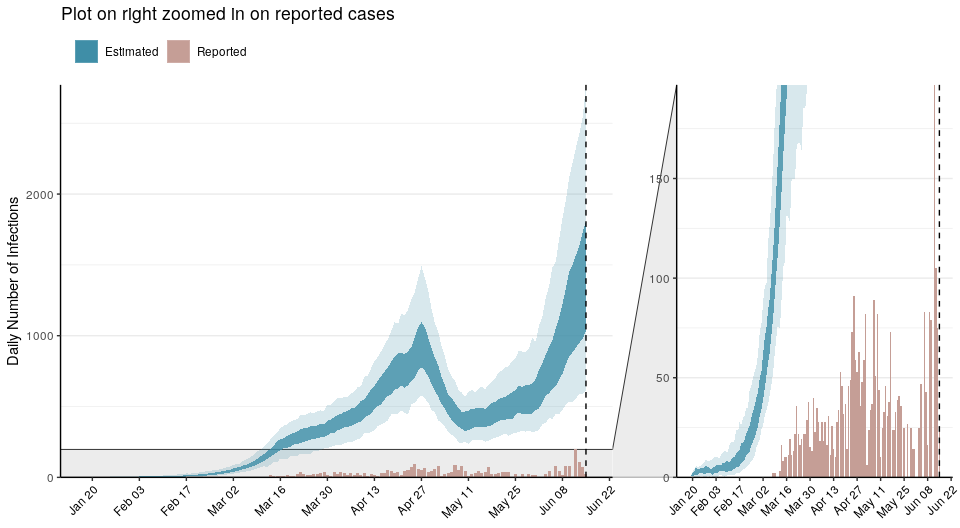 Plot on right zoomed in on reported cases
Estimated Reported
Daily Number of Infections
2000
1000
0
Jan 20 Feb 03 Feb 17 Mar 02 Mar 16 Mar 30 Apr 13 Apr 27 May 11 May 25 Jun 08 Jun 22
150
100
50
0
Jan 20 Feb 03 Feb 17 Mar 02 Mar 16 Mar 30 Apr 13 Apr 27 May 11 May 25 Jun 08 Jun 22